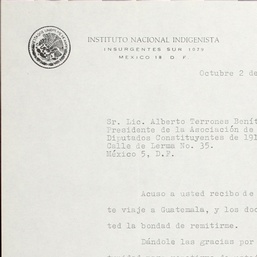 INSTITUTO NACIONAL INDIGENISTA
INSURGENTES SUR 1079
MEXICO 18 D F
Octubre 2 de
Sr. Lic. Alberto Terrones Benít
Presidente de la Asociación de
Diputados Constituyentes de 191
Calle de Lerma No. 35.
México 5, D.F.
Acuso a usted recibo de
te viaje a Guatemala, y los doc
ted la bondad de remitirme.
Dándole las gracias por